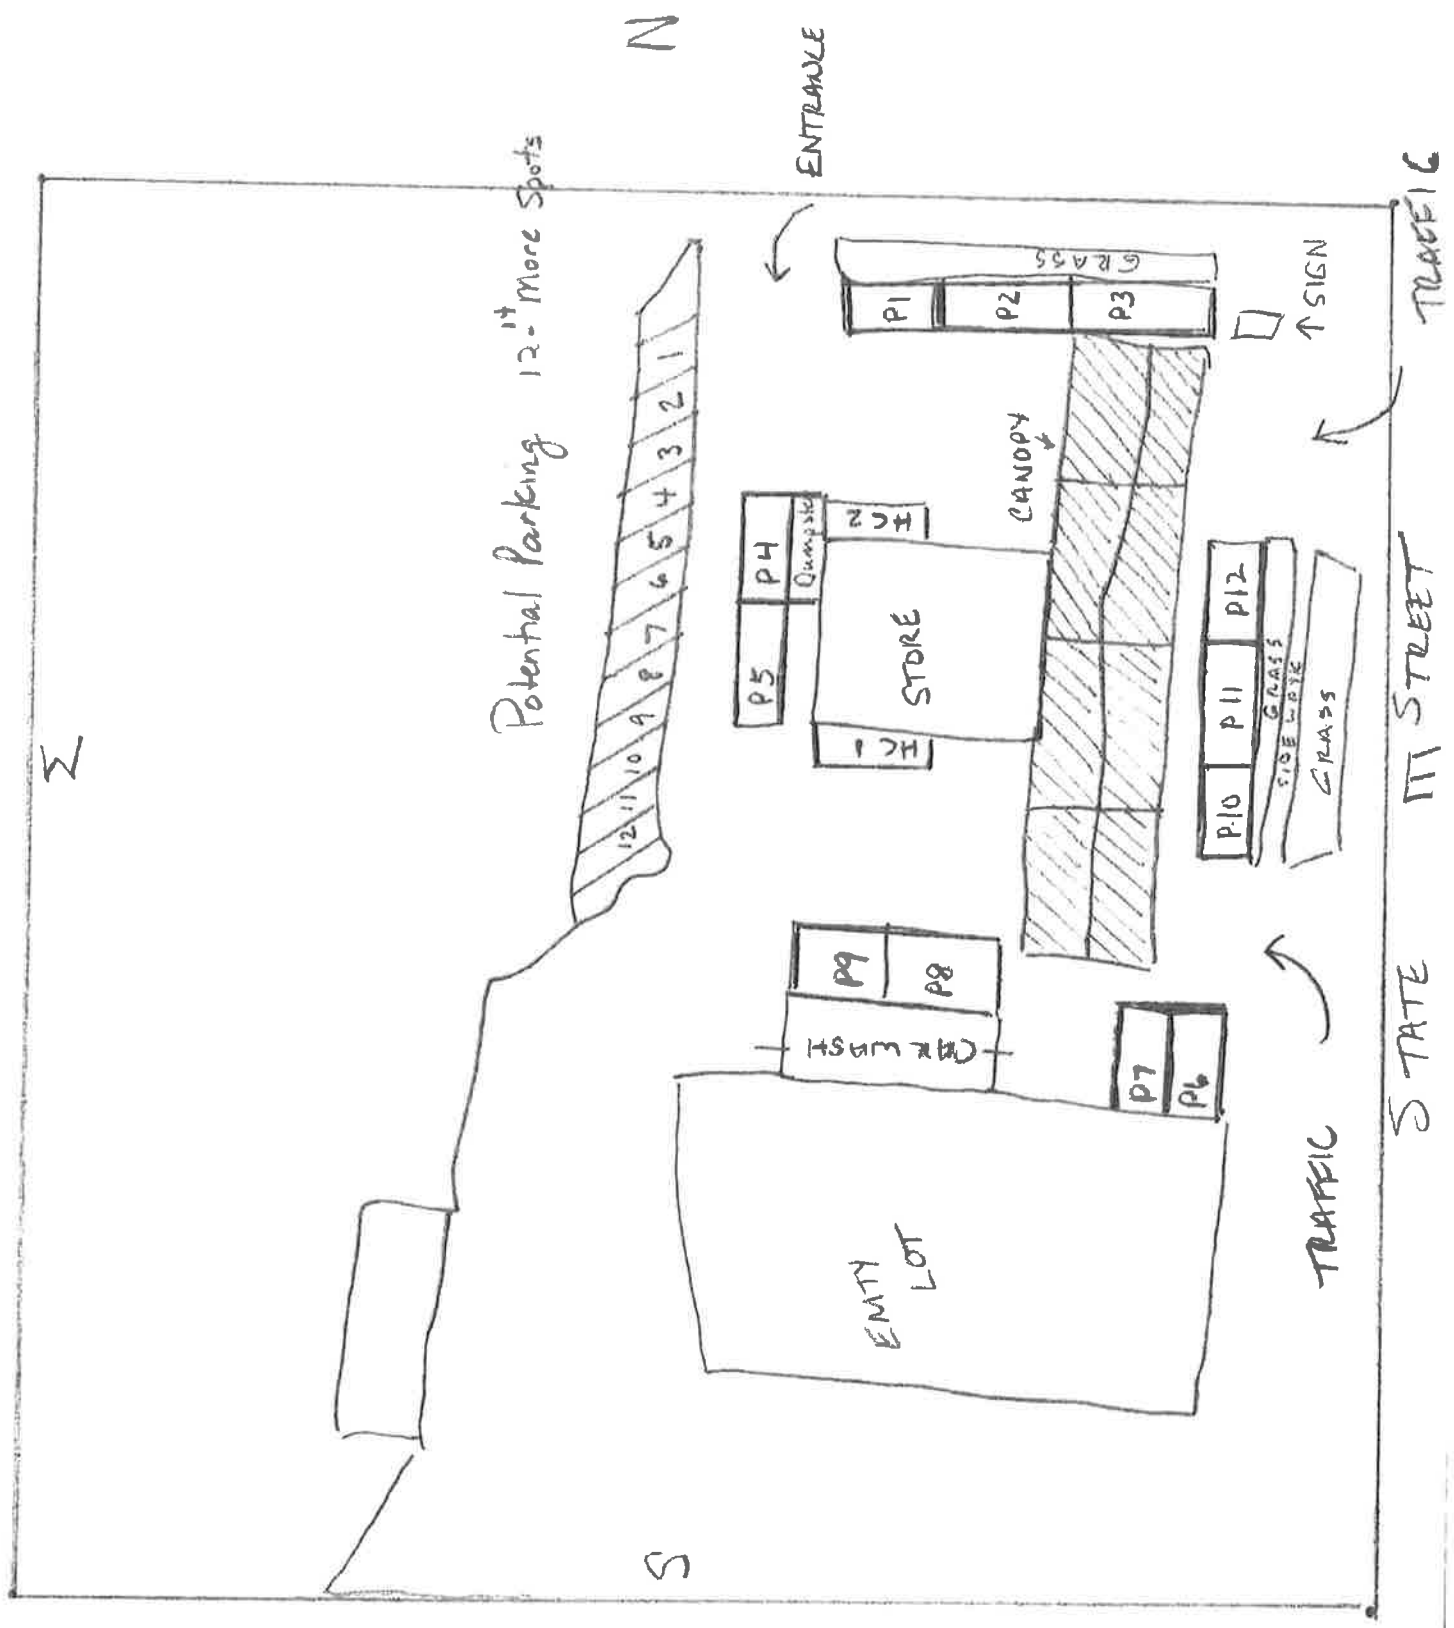 N
ENTRANCE
Potential Parking 12-14 More Spots
W
1
2
3
4
5
6
7
8
9
10
11
12
GRASS
P1
P2
P3
↑ SIGN
TRAFFIC
CANOPY
P4
P5
Dumpster
HC 2
STORE
HC 1
P12
P11
P.10
GRASS
SIDEWALK
GRASS
P9
P8
CAR WASH
P7
P6
EMTY
LOT
TRAFFIC
STATE STREET
E
S